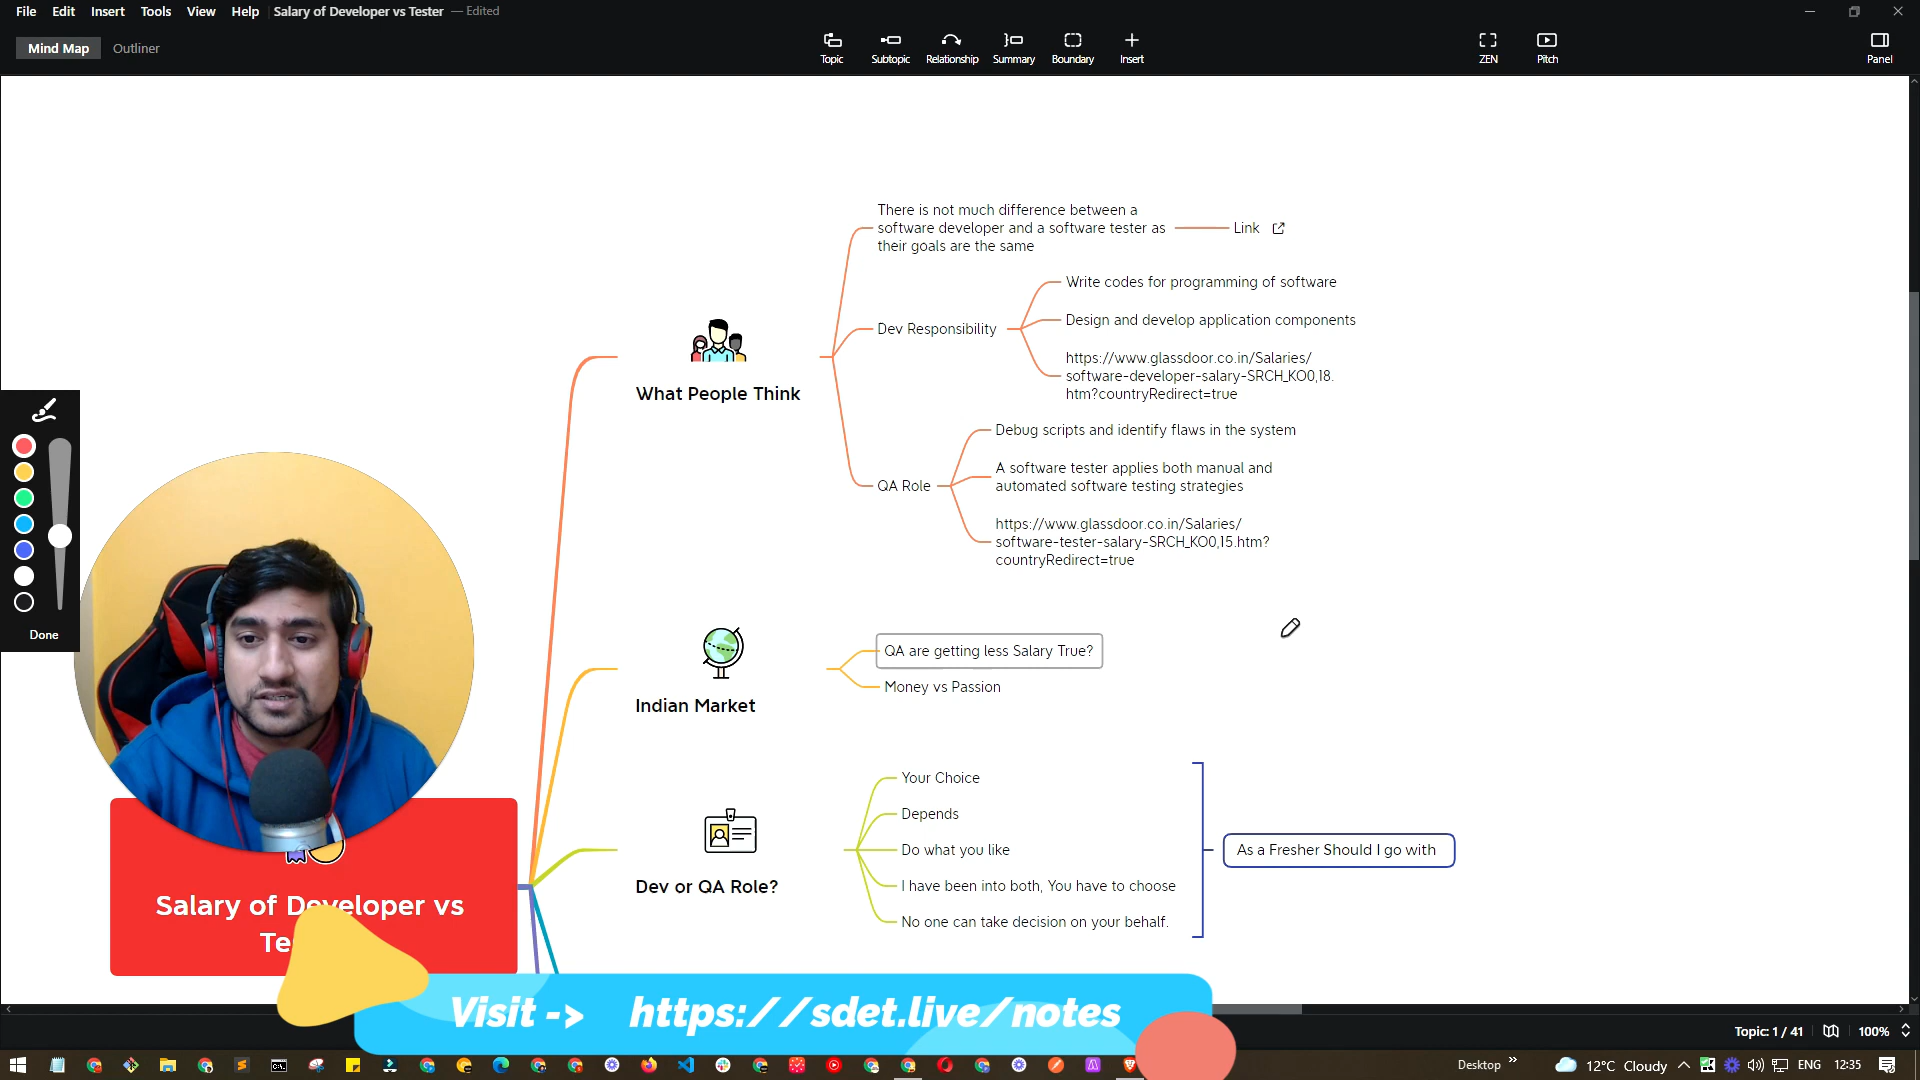 File Edit Insert Tools View Help Salary of Developer vs Tester — Edited
Mind Map Outliner
Topic Subtopic Relationship Summary Boundary Insert
ZEN Pitch
Panel
There is not much difference between a
software developer and a software tester as
their goals are the same
Link
Write codes for programming of software
Dev Responsibility
Design and develop application components
https://www.glassdoor.co.in/Salaries/
software-developer-salary-SRCH_KO0,18.
htm?countryRedirect=true
What People Think
Debug scripts and identify flaws in the system
QA Role
A software tester applies both manual and
automated software testing strategies
https://www.glassdoor.co.in/Salaries/
software-tester-salary-SRCH_KO0,15.htm?
countryRedirect=true
Done
QA are getting less Salary True?
Money vs Passion
Indian Market
Your Choice
Depends
Do what you like
I have been into both, You have to choose
No one can take decision on your behalf.
Dev or QA Role?
As a Fresher Should I go with
Salary of Developer vs
Te
Visit -> https://sdet.live/notes
Topic: 1 / 41 100%
Desktop 12°C Cloudy ENG 12:35